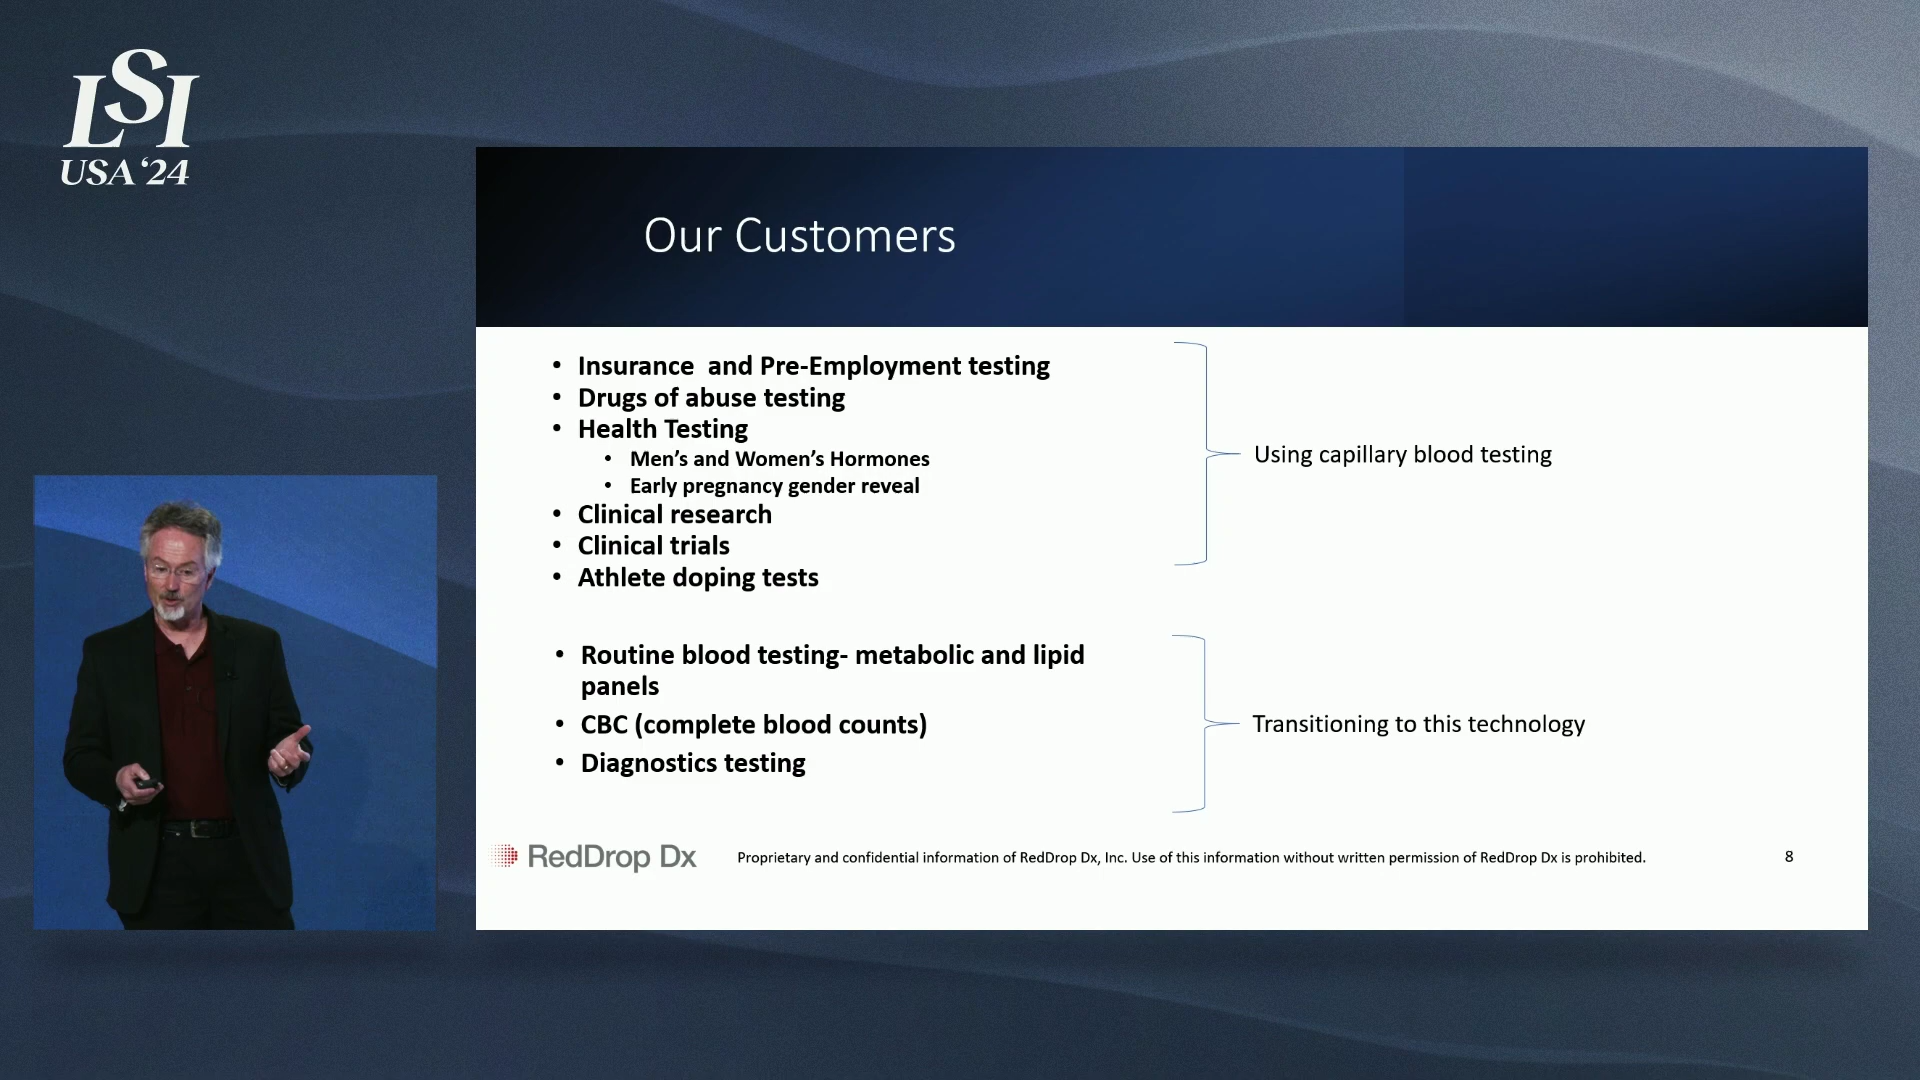 LSI
USA '24
Our Customers
• Insurance and Pre-Employment testing
• Drugs of abuse testing
• Health Testing
• Men's and Women's Hormones
• Early pregnancy gender reveal
• Clinical research
• Clinical trials
• Athlete doping tests
Using capillary blood testing
• Routine blood testing- metabolic and lipid
panels
• CBC (complete blood counts)
• Diagnostics testing
Transitioning to this technology
RedDrop Dx
Proprietary and confidential information of RedDrop Dx, Inc. Use of this information without written permission of RedDrop Dx is prohibited.
8